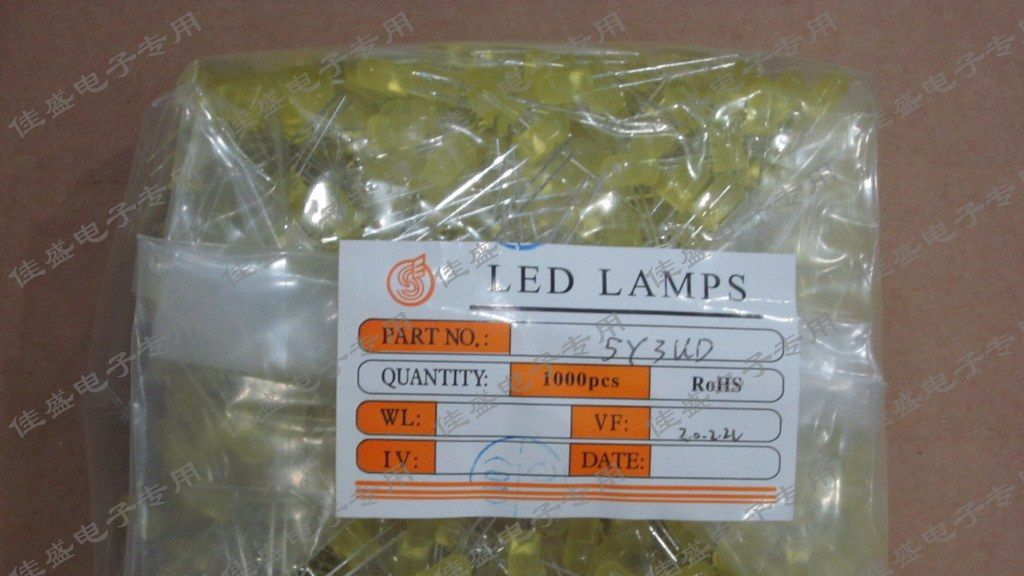 LED LAMPS
PART NO.: 5Y3UD
QUANTITY: 1000pcs RoHS
WL: VF: 2.0-2.2V
IV: DATE:
佳盛电子专用